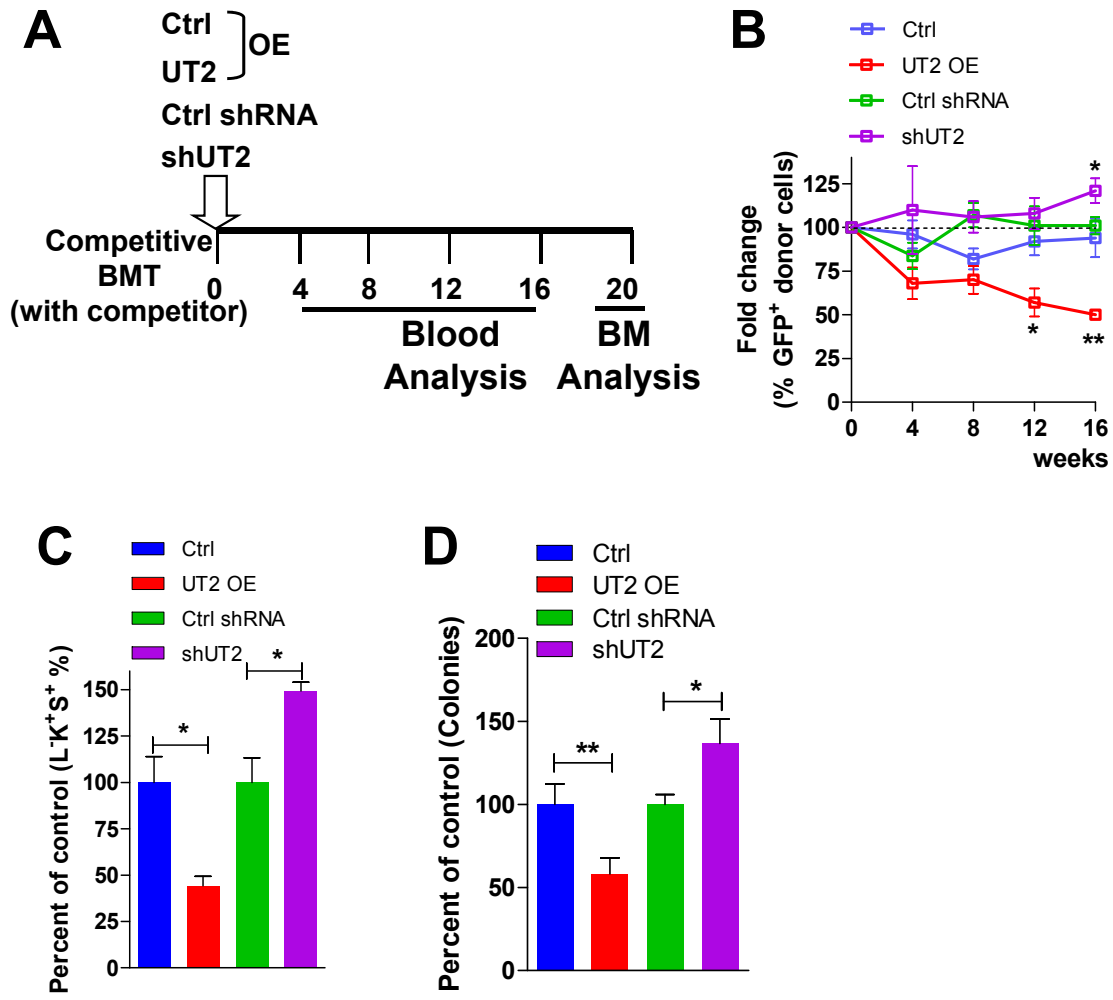 A
Ctrl
UT2
OE
Ctrl shRNA
shUT2
Competitive
BMT
(with competitor)
0 4 8 12 16 20
Blood
Analysis
BM
Analysis
B
Ctrl
UT2 OE
Ctrl shRNA
shUT2
Fold change
(% GFP+ donor cells)
125
100
75
50
25
0
*
*
**
0 4 8 12 16
weeks
C
Ctrl
UT2 OE
Ctrl shRNA
shUT2
Percent of control (L-K+S+ %)
150
125
100
75
50
25
0
*
*
D
Ctrl
UT2 OE
Ctrl shRNA
shUT2
Percent of control (Colonies)
200
150
100
50
0
**
*